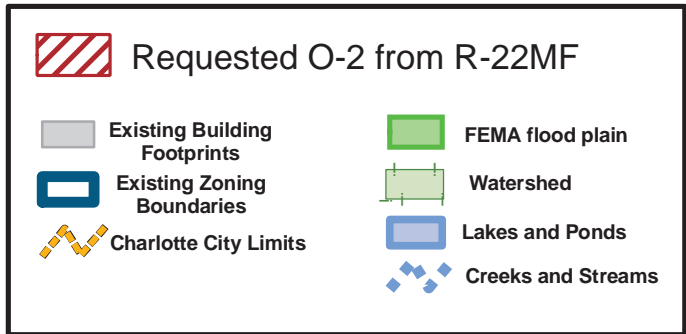 Requested O-2 from R-22MF
Existing Building
Footprints
Existing Zoning
Boundaries
Charlotte City Limits
FEMA flood plain
Watershed
Lakes and Ponds
Creeks and Streams